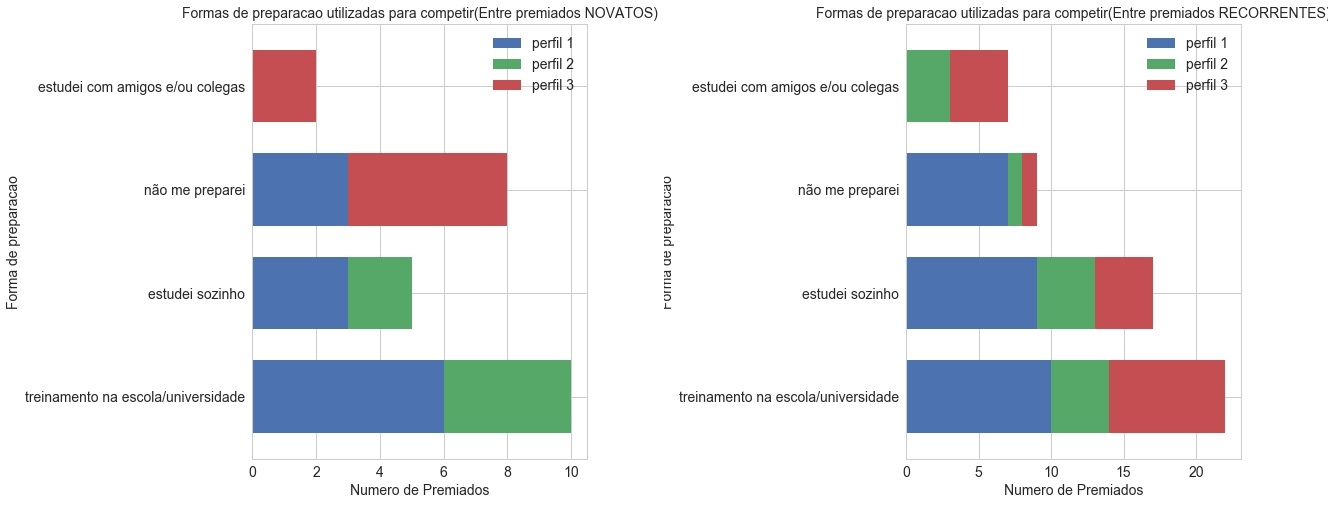 Formas de preparacao utilizadas para competir(Entre premiados NOVATOS)
perfil 1
perfil 2
perfil 3
estudei com amigos e/ou colegas
não me preparei
estudei sozinho
treinamento na escola/universidade
Forma de preparacao
0 2 4 6 8 10
Numero de Premiados
Formas de preparacao utilizadas para competir(Entre premiados RECORRENTES)
perfil 1
perfil 2
perfil 3
estudei com amigos e/ou colegas
não me preparei
estudei sozinho
treinamento na escola/universidade
Forma de preparacao
0 5 10 15 20
Numero de Premiados